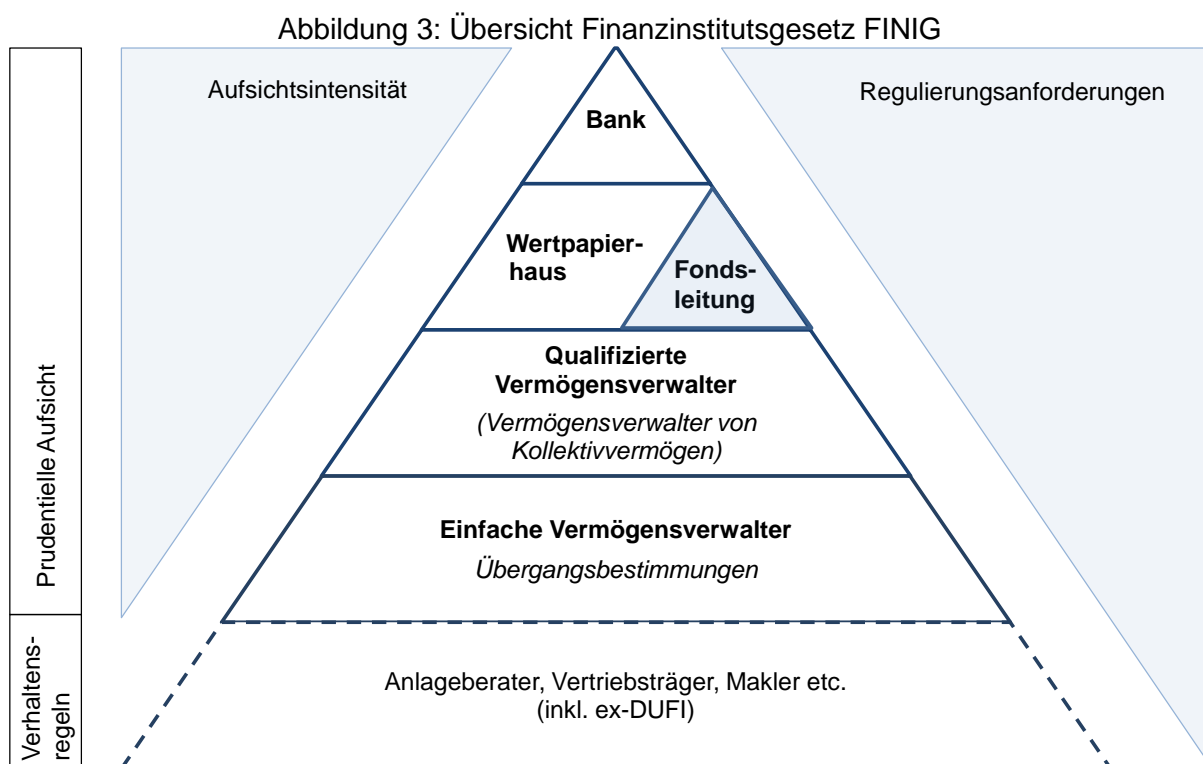 Abbildung 3: Übersicht Finanzinstitutsgesetz FINIG
Aufsichtsintensität
Regulierungsanforderungen
Bank
Wertpapier-
haus
Fonds-
leitung
Qualifizierte
Vermögensverwalter
(Vermögensverwalter von
Kollektivvermögen)
Einfache Vermögensverwalter
Übergangsbestimmungen
Prudentielle Aufsicht
Anlageberater, Vertriebsträger, Makler etc.
(inkl. ex-DUFI)
Verhaltens-
regeln